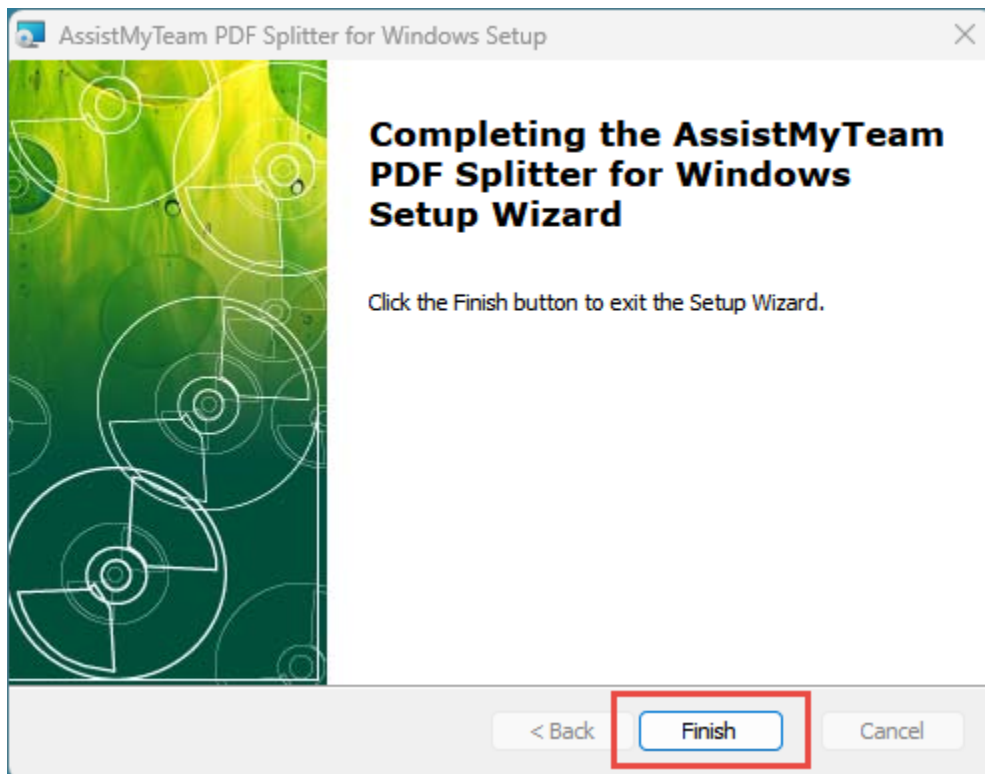 AssistMyTeam PDF Splitter for Windows Setup
Completing the AssistMyTeam
PDF Splitter for Windows
Setup Wizard
Click the Finish button to exit the Setup Wizard.
< Back
Finish
Cancel